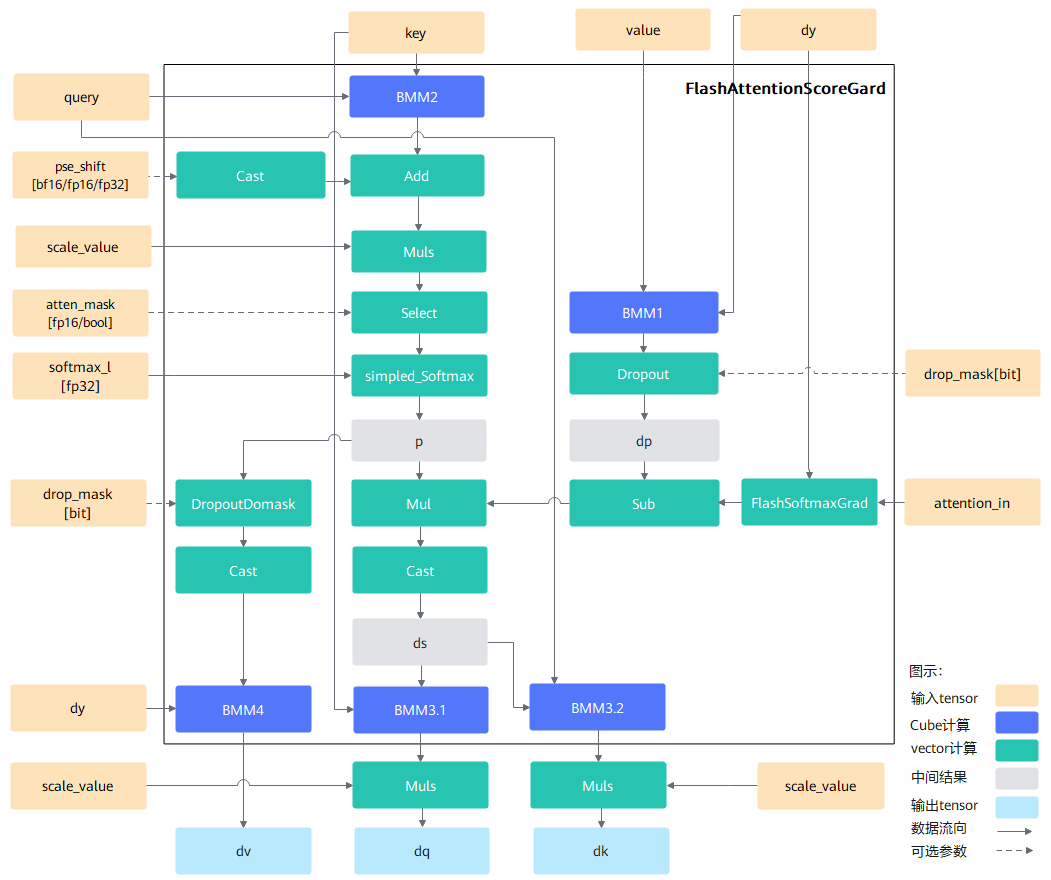 key
value
dy
FlashAttentionScoreGard
query
BMM2
pse_shift
[bf16/fp16/fp32]
Cast
Add
scale_value
Muls
atten_mask
[fp16/bool]
Select
BMM1
softmax_l
[fp32]
simpled_Softmax
Dropout
drop_mask[bit]
p
dp
drop_mask
[bit]
DropoutDomask
Mul
Sub
FlashSoftmaxGrad
attention_in
Cast
Cast
ds
dy
BMM4
BMM3.1
BMM3.2
scale_value
Muls
Muls
scale_value
dv
dq
dk
图示:
输入tensor
Cube计算
vector计算
中间结果
输出tensor
数据流向
可选参数